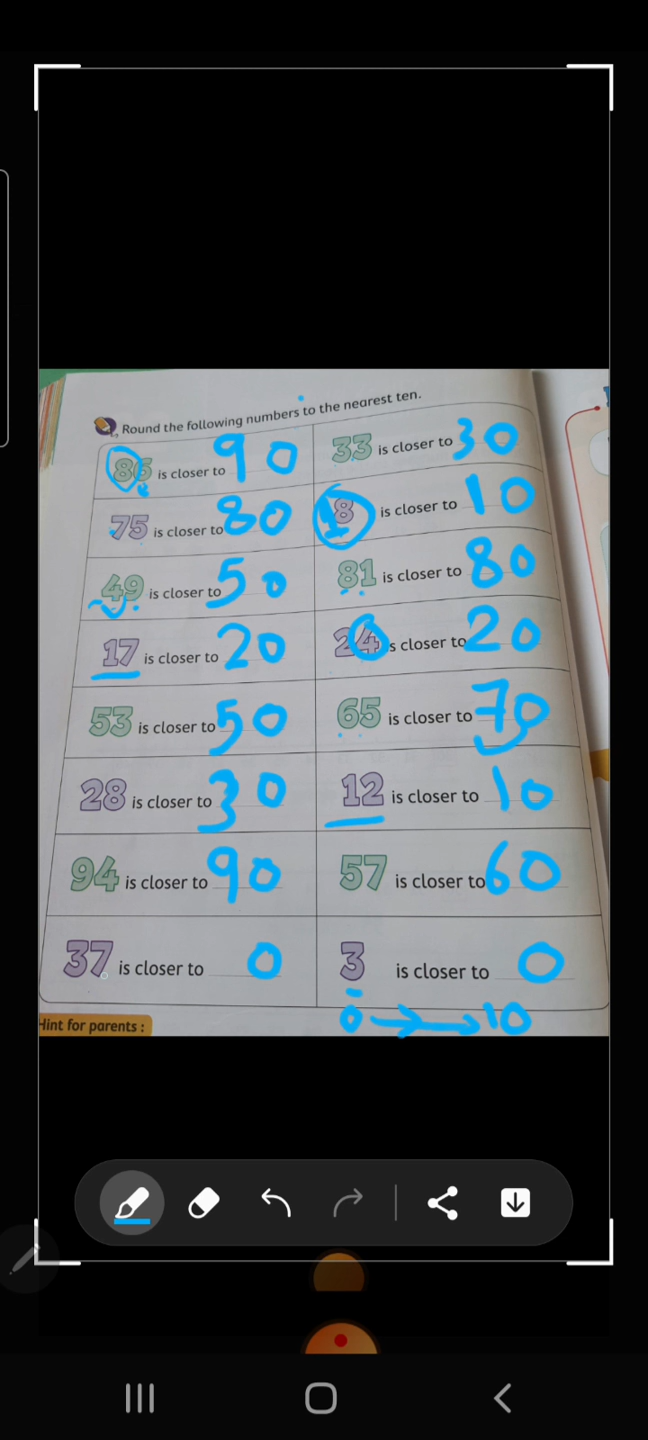 Round the following numbers to the nearest ten.
86 is closer to 90
33 is closer to 30
75 is closer to 80
18 is closer to 10
49 is closer to 50
81 is closer to 80
17 is closer to 20
24 is closer to 20
53 is closer to 50
65 is closer to 70
28 is closer to 30
12 is closer to 10
94 is closer to 90
57 is closer to 60
37 is closer to 0
3 is closer to 0
0 → 10
Hint for parents :